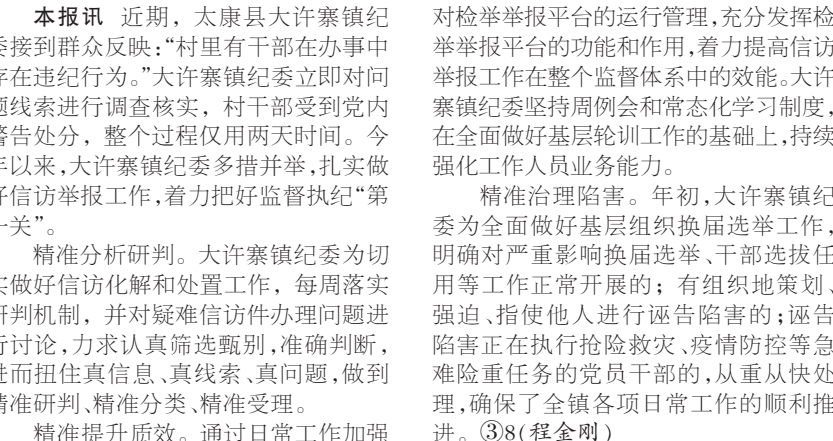 本报讯 近期，太康县大许寨镇纪
委接到群众反映：“村里有干部在办事中
存在违纪行为。”大许寨镇纪委立即对问
题线索进行调查核实，村干部受到党内
警告处分，整个过程仅用两天时间。今
年以来，大许寨镇纪委多措并举，扎实做
好信访举报工作，着力把好监督执纪“第
一关”。
精准分析研判。大许寨镇纪委为切
实做好信访化解和处置工作，每周落实
研判机制，并对疑难信访件办理问题进
行讨论，力求认真筛选甄别，准确判断，
进而扭住真信息、真线索、真问题，做到
精准研判、精准分类、精准受理。
精准提升质效。通过日常工作加强
对检举举报平台的运行管理，充分发挥检
举举报平台的功能和作用，着力提高信访
举报工作在整个监督体系中的效能。大许
寨镇纪委坚持周例会和常态化学习制度，
在全面做好基层轮训工作的基础上，持续
强化工作人员业务能力。
精准治理陷害。年初，大许寨镇纪
委为全面做好基层组织换届选举工作，
明确对严重影响换届选举、干部选拔任
用等工作正常开展的；有组织地策划、
强迫、指使他人进行诬告陷害的；诬告
陷害正在执行抢险救灾、疫情防控等急
难险重任务的党员干部的，从重从快处
理，确保了全镇各项日常工作的顺利推
进。③8(程金刚)